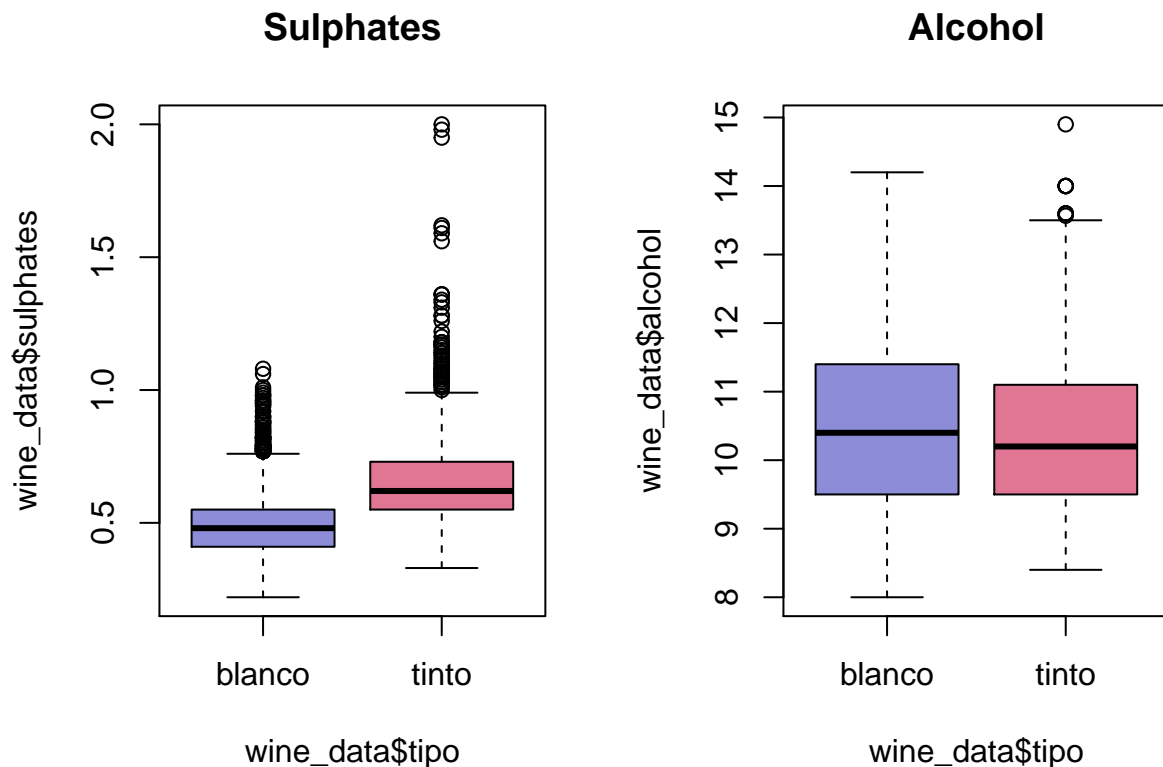 Sulphates
wine_data$sulphates
2.0
1.5
1.0
0.5
blanco
tinto
wine_data$tipo
Alcohol
wine_data$alcohol
15
14
13
12
11
10
9
8
blanco
tinto
wine_data$tipo